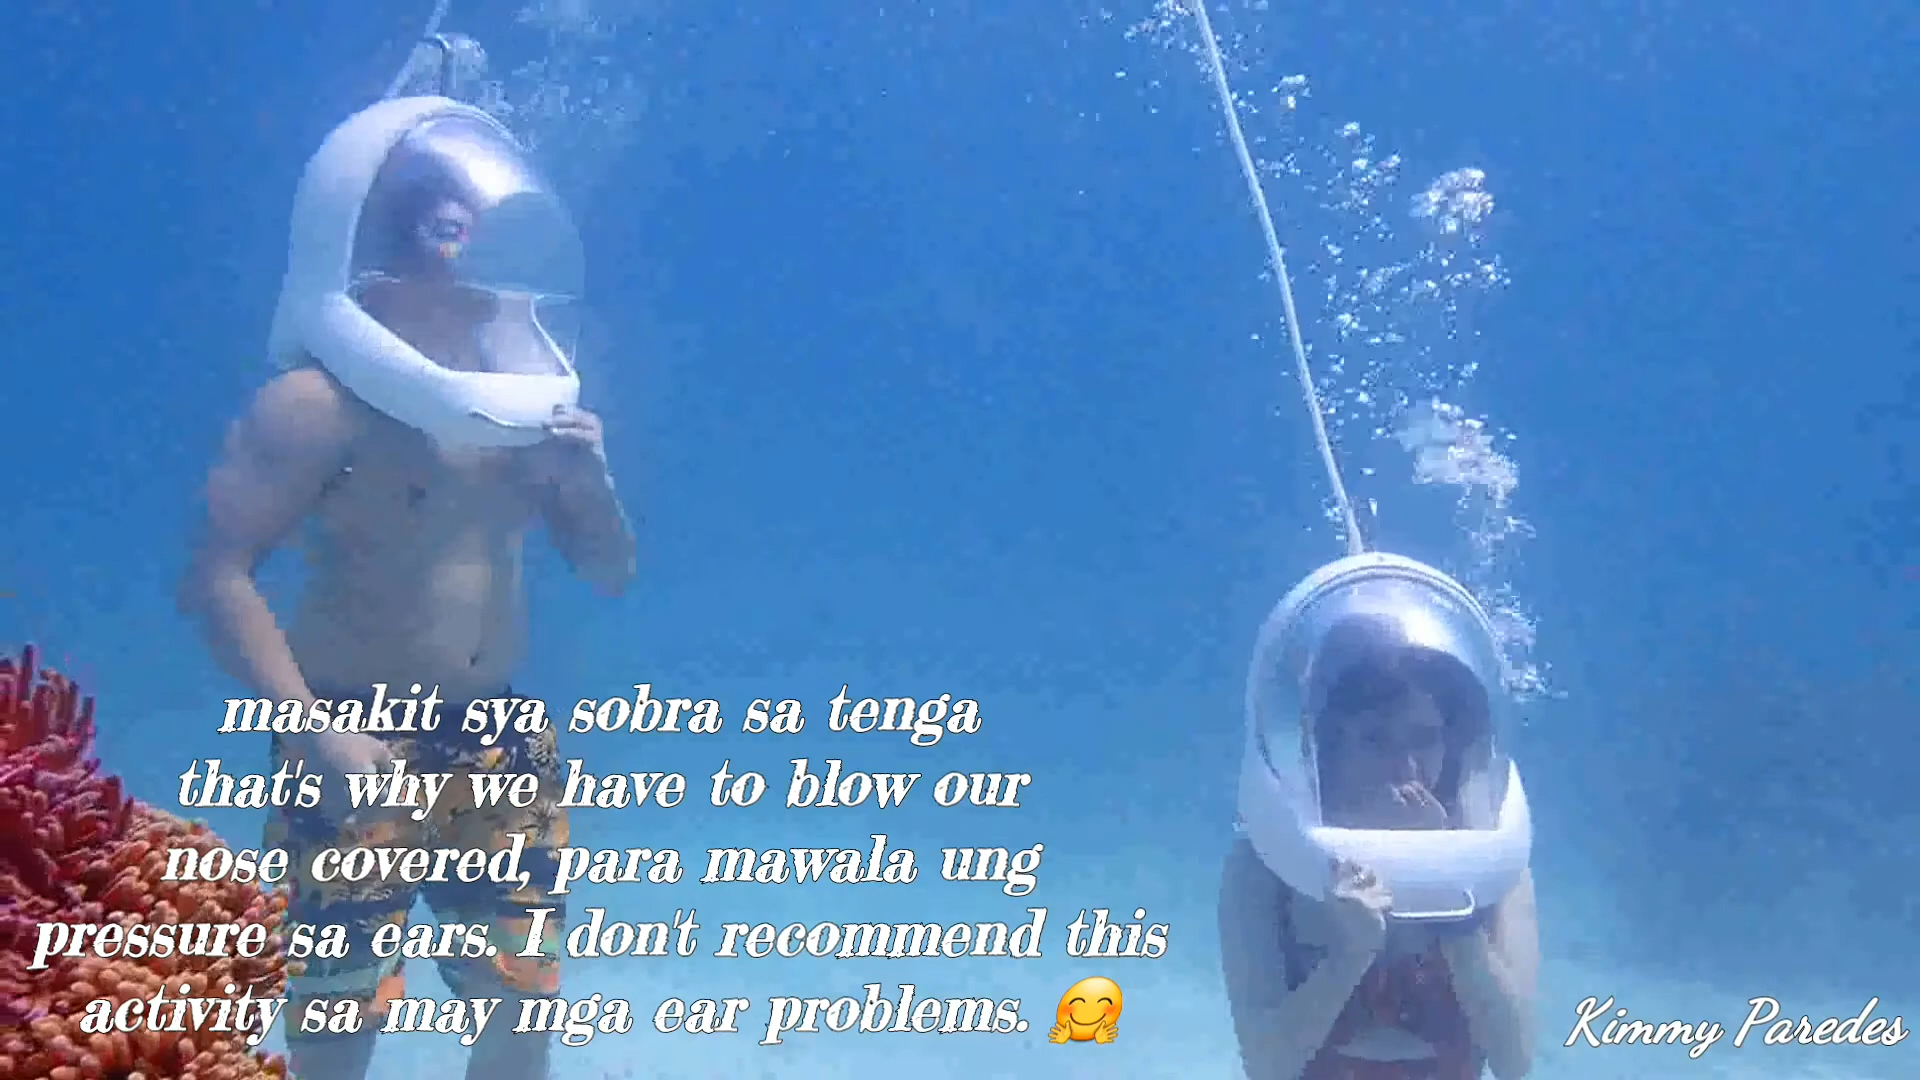 masakit sya sobra sa tenga
that's why we have to blow our
nose covered, para mawala ung
pressure sa ears. I don't recommend this
activity sa may mga ear problems. 🤗
Kimmy Paredes